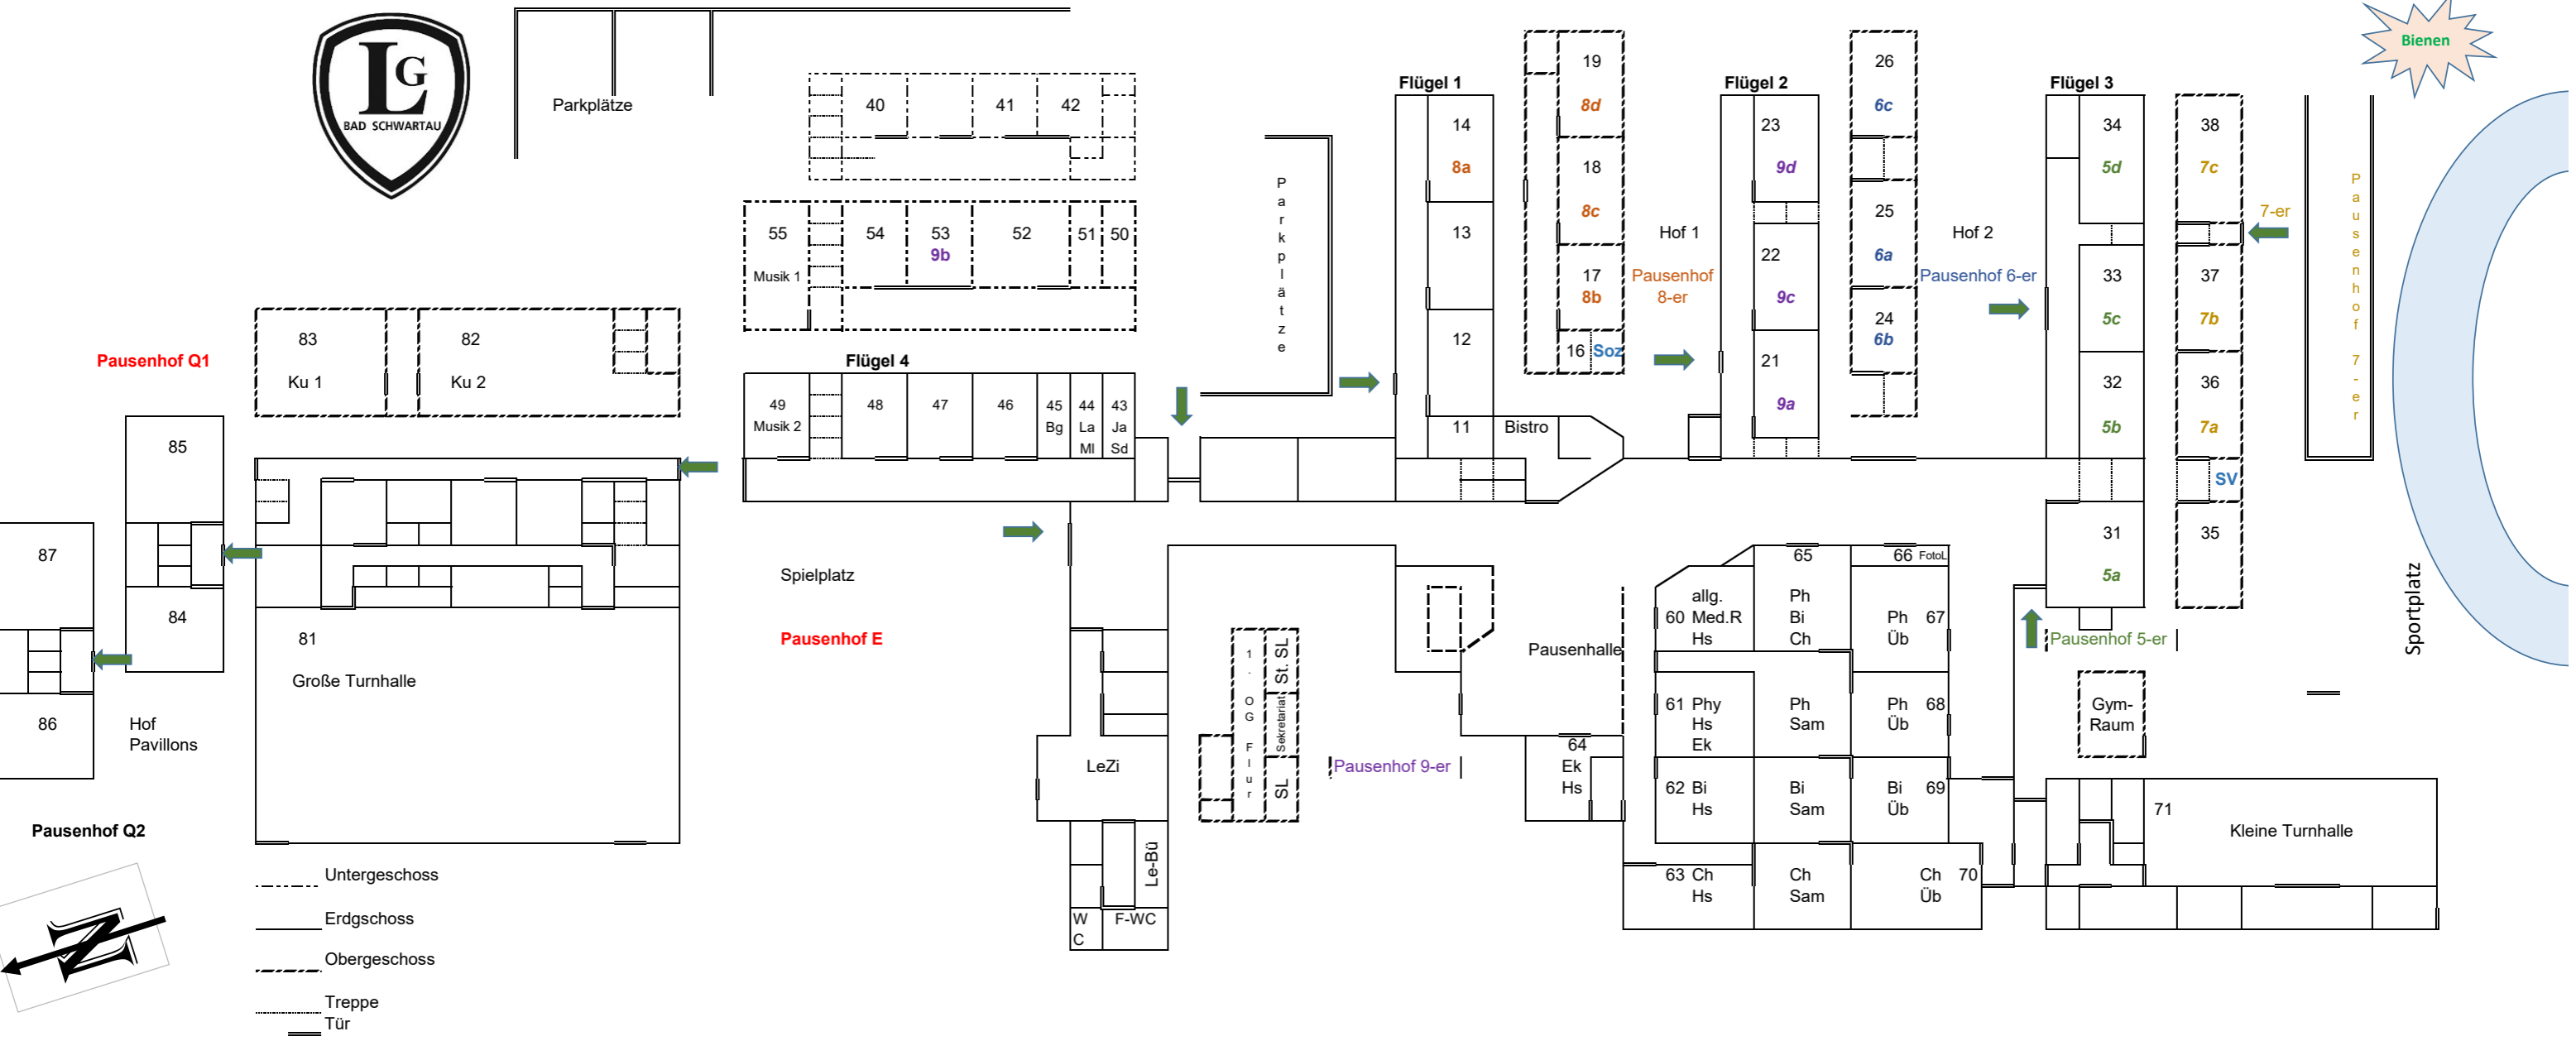 LG
BAD SCHWARTAU
Parkplätze
40
41
42
55
Musik 1
54
53
9b
52
51
50
83
Ku 1
82
Ku 2
Pausenhof Q1
85
84
87
86
Hof
Pavillons
Pausenhof Q2
N
81
Große Turnhalle
Flügel 4
49
Musik 2
48
47
46
45
Bg
44
La
Ml
43
Ja
Sd
Parkplätze
Spielplatz
Pausenhof E
LeZi
Le-Bü
W
C
F-WC
1. OG Flur
St. SL
Sekretariat
SL
Pausenhof 9-er
Flügel 1
14
8a
13
12
11
Bistro
19
8d
18
8c
17
8b
16
Soz
Hof 1
Pausenhof
8-er
Flügel 2
23
9d
22
9c
21
9a
26
6c
25
6a
24
6b
Hof 2
Pausenhof 6-er
Flügel 3
34
5d
33
5c
32
5b
31
5a
38
7c
37
7b
36
7a
SV
35
7-er
Pausenhof 7-er
Bienen
Sportplatz
Pausenhof 5-er
Gym-
Raum
Pausenhalle
64
Ek
Hs
allg.
60 Med.R
Hs
65
Ph
Bi
Ch
66 FotoL
Ph 67
Üb
61 Phy
Hs
Ek
Ph
Sam
Ph 68
Üb
62 Bi
Hs
Bi
Sam
Bi 69
Üb
63 Ch
Hs
Ch
Sam
Ch 70
Üb
71
Kleine Turnhalle
Untergeschoss
Erdgschoss
Obergeschoss
Treppe
Tür